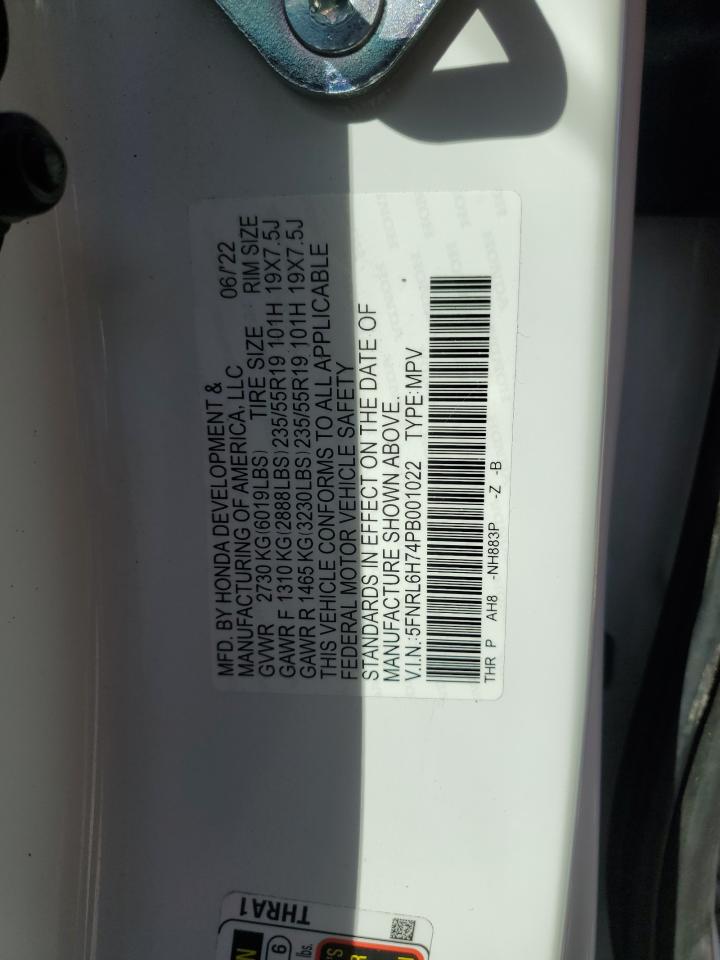 MFD. BY HONDA DEVELOPMENT &
MANUFACTURING OF AMERICA, LLC 06/'22
GVWR 2730 KG(6019LBS) TIRE SIZE RIM SIZE
GAWR F 1310 KG(2888LBS) 235/55R19 101H 19X7.5J
GAWR R 1465 KG(3230LBS) 235/55R19 101H 19X7.5J
THIS VEHICLE CONFORMS TO ALL APPLICABLE
FEDERAL MOTOR VEHICLE SAFETY
STANDARDS IN EFFECT ON THE DATE OF
MANUFACTURE SHOWN ABOVE.
V.I.N.:5FNRL6H74PB001022 TYPE:MPV
THR P AH8 -NH883P -Z -B
THRA1
6
lbs.